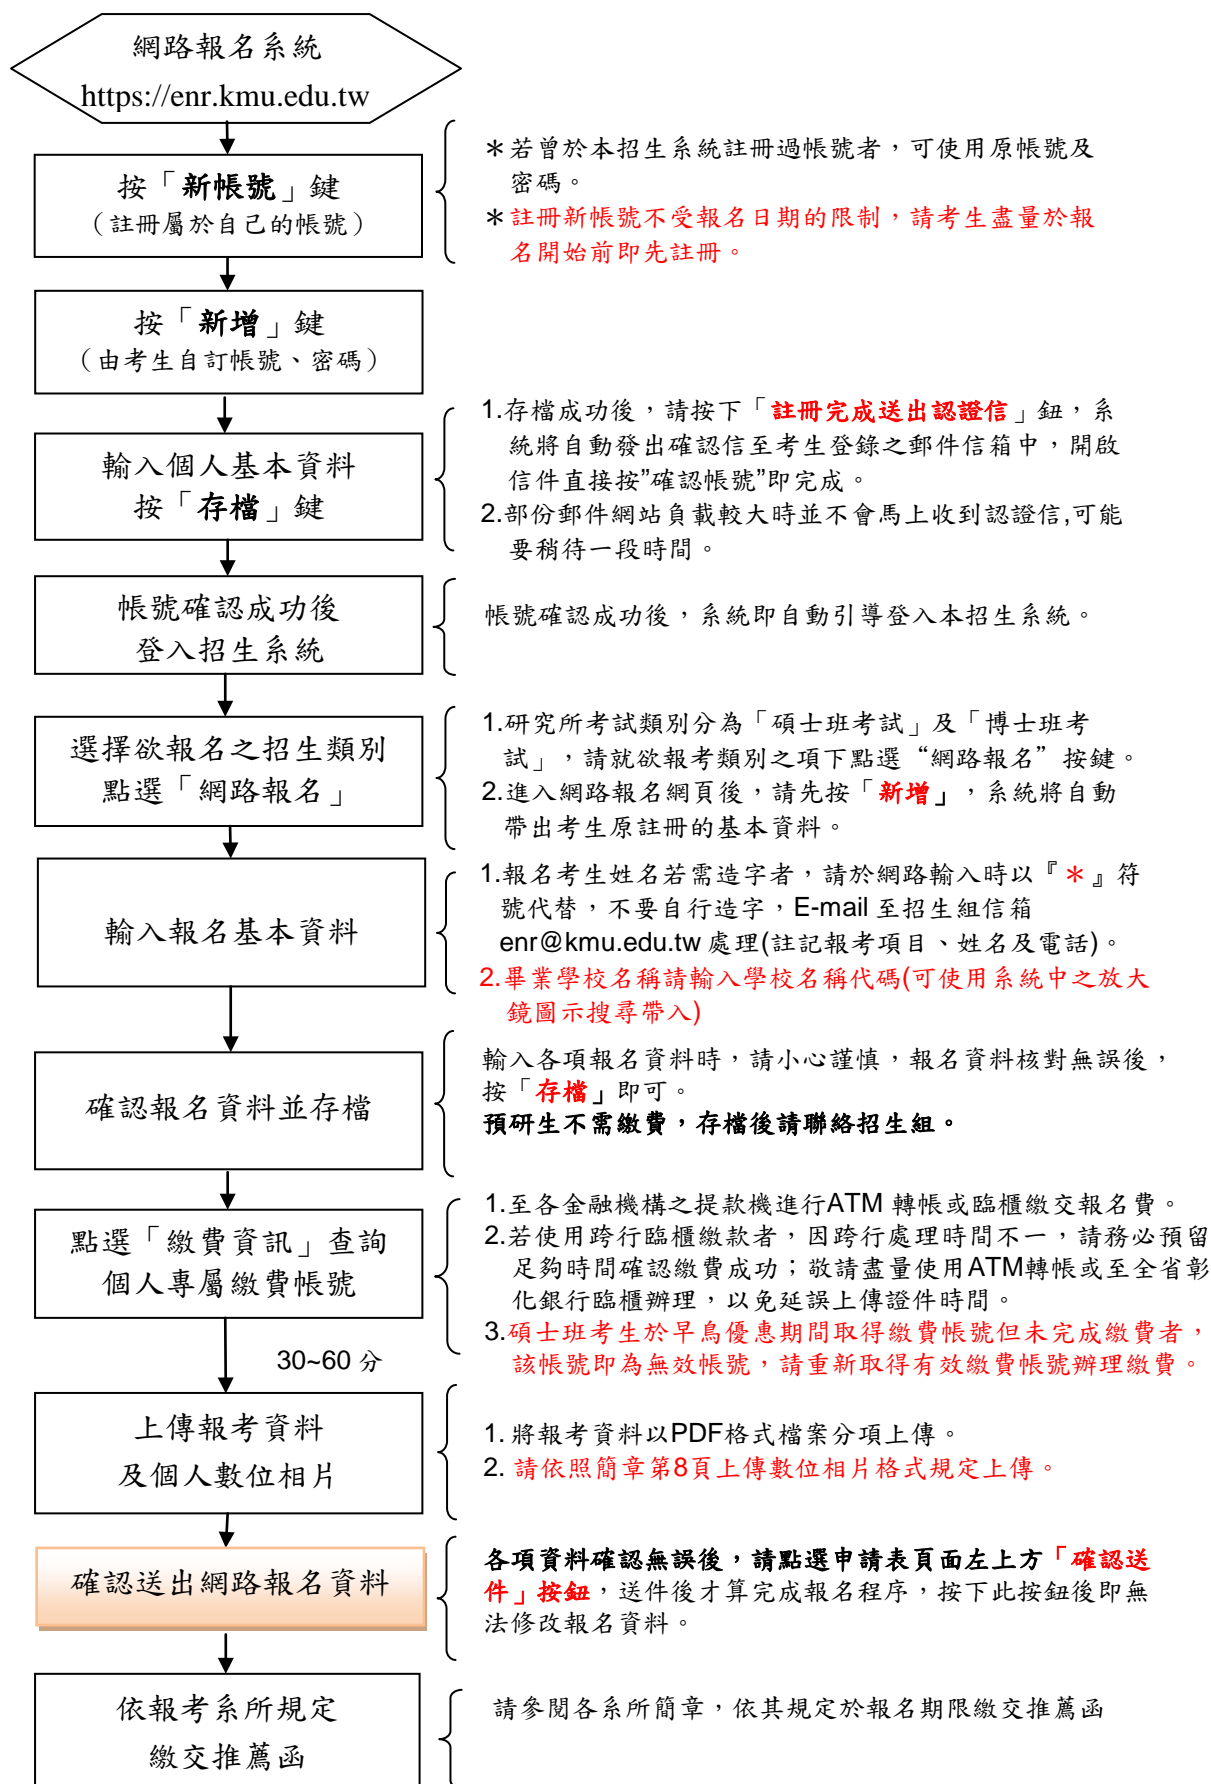 網路報名系統
https://enr.kmu.edu.tw
按「新帳號」鍵
（註冊屬於自己的帳號）
＊若曾於本招生系統註冊過帳號者，可使用原帳號及
密碼。
＊註冊新帳號不受報名日期的限制，請考生盡量於報
名開始前即先註冊。
按「新增」鍵
（由考生自訂帳號、密碼）
輸入個人基本資料
按「存檔」鍵
1.存檔成功後，請按下「註冊完成送出認證信」鈕，系
統將自動發出確認信至考生登錄之郵件信箱中，開啟
信件直接按”確認帳號”即完成。
2.部份郵件網站負載較大時並不會馬上收到認證信,可能
要稍待一段時間。
帳號確認成功後
登入招生系統
帳號確認成功後，系統即自動引導登入本招生系統。
選擇欲報名之招生類別
點選「網路報名」
1.研究所考試類別分為「碩士班考試」及「博士班考
試」，請就欲報考類別之項下點選“網路報名”按鍵。
2.進入網路報名網頁後，請先按「新增」，系統將自動
帶出考生原註冊的基本資料。
輸入報名基本資料
1.報名考生姓名若需造字者，請於網路輸入時以『＊』符
號代替，不要自行造字，E-mail 至招生組信箱
enr@kmu.edu.tw 處理(註記報考項目、姓名及電話)。
2.畢業學校名稱請輸入學校名稱代碼(可使用系統中之放大
鏡圖示搜尋帶入)
確認報名資料並存檔
輸入各項報名資料時，請小心謹慎，報名資料核對無誤後，
按「存檔」即可。
預研生不需繳費，存檔後請聯絡招生組。
點選「繳費資訊」查詢
個人專屬繳費帳號
1.至各金融機構之提款機進行ATM 轉帳或臨櫃繳交報名費。
2.若使用跨行臨櫃繳款者，因跨行處理時間不一，請務必預留
足夠時間確認繳費成功；敬請盡量使用ATM轉帳或至全省彰
化銀行臨櫃辦理，以免延誤上傳證件時間。
3.碩士班考生於早鳥優惠期間取得繳費帳號但未完成繳費者，
該帳號即為無效帳號，請重新取得有效繳費帳號辦理繳費。
30~60 分
上傳報考資料
及個人數位相片
1. 將報考資料以PDF格式檔案分項上傳。
2. 請依照簡章第8頁上傳數位相片格式規定上傳。
確認送出網路報名資料
各項資料確認無誤後，請點選申請表頁面左上方「確認送
件」按鈕，送件後才算完成報名程序，按下此按鈕後即無
法修改報名資料。
依報考系所規定
繳交推薦函
請參閱各系所簡章，依其規定於報名期限繳交推薦函